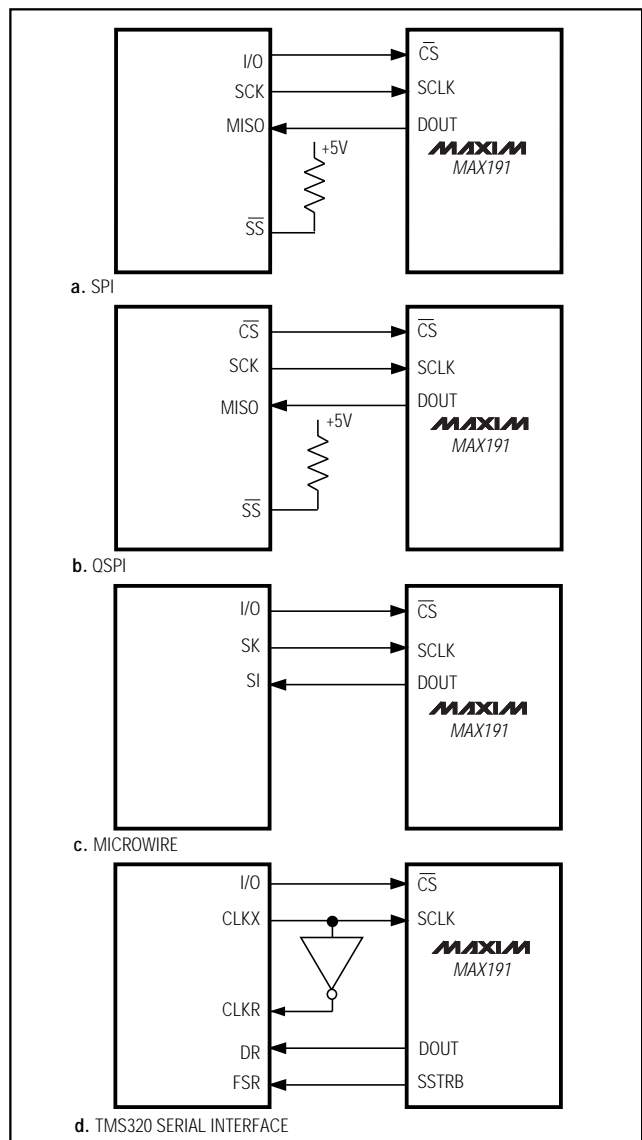 I/O CS
SCK SCLK
MISO DOUT
+5V
MAXIM
MAX191
SS
a. SPI
CS CS
SCK SCLK
MISO DOUT
+5V
MAXIM
MAX191
SS
b. QSPI
I/O CS
SK SCLK
SI DOUT
MAXIM
MAX191
c. MICROWIRE
I/O CS
CLKX SCLK
MAXIM
MAX191
CLKR
DR DOUT
FSR SSTRB
d. TMS320 SERIAL INTERFACE